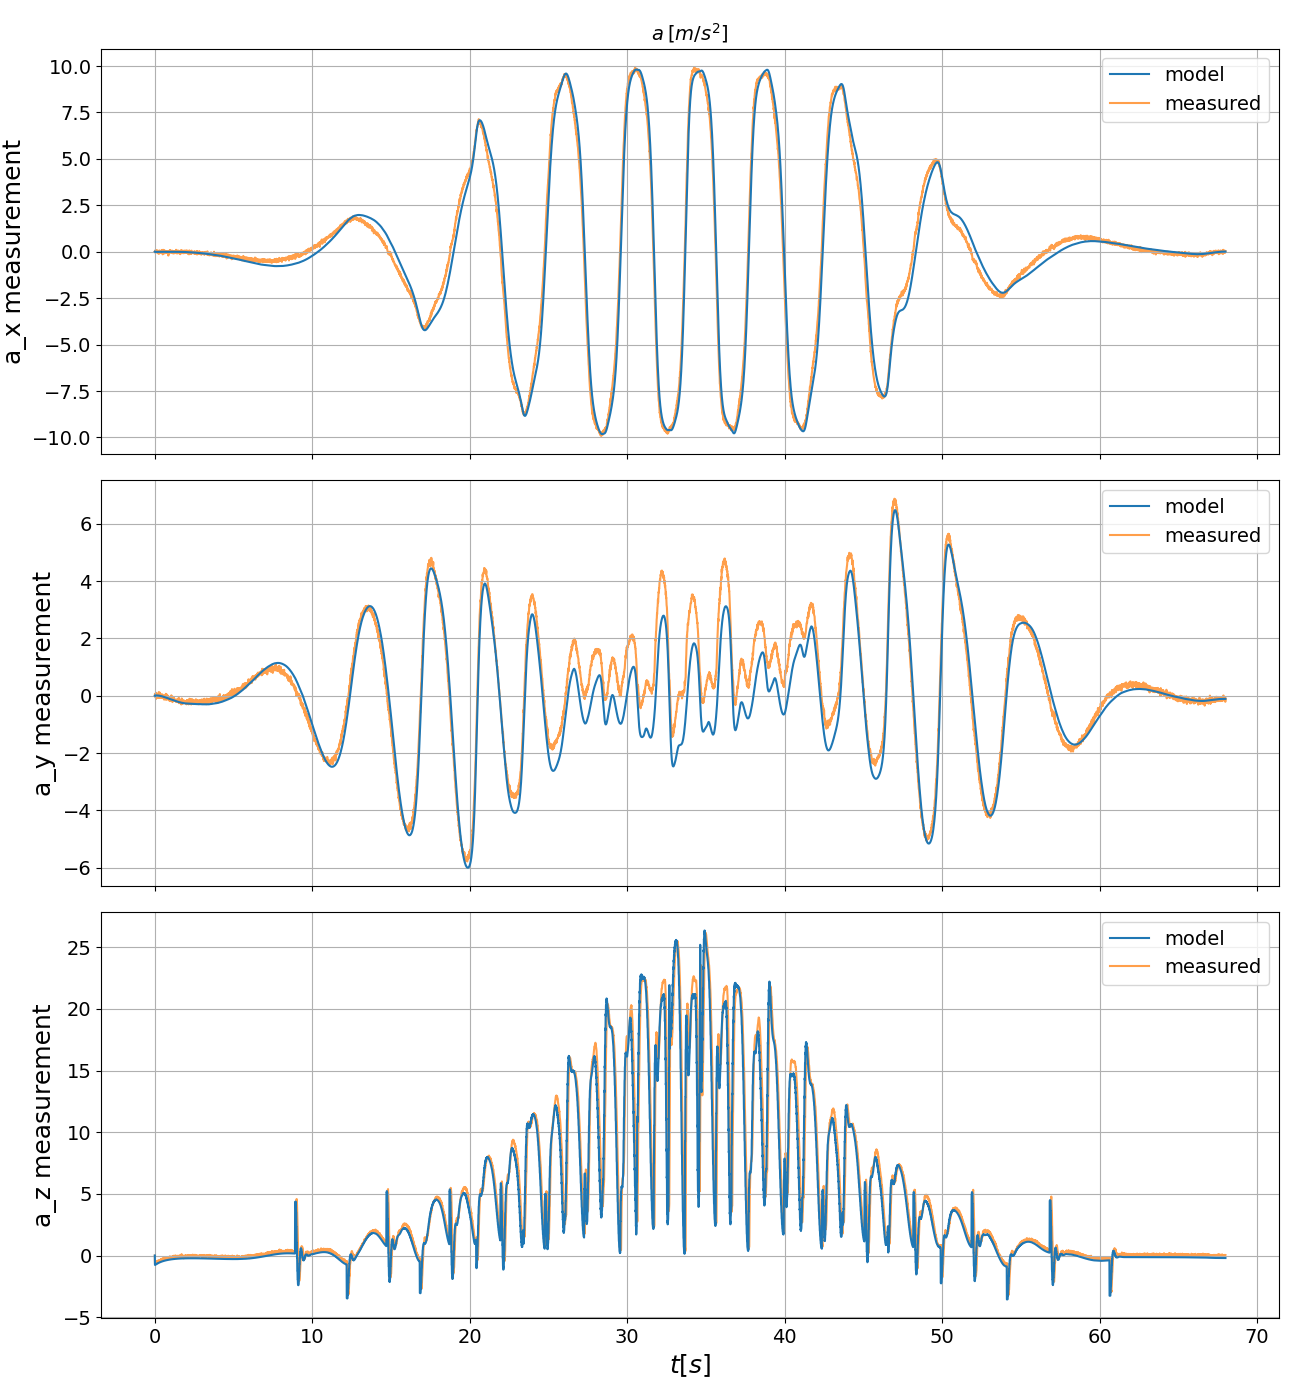 a [m/s²]
10.0
7.5
5.0
2.5
0.0
−2.5
−5.0
−7.5
−10.0
a_x measurement
model
measured
6
4
2
0
−2
−4
−6
a_y measurement
model
measured
25
20
15
10
5
0
−5
a_z measurement
model
measured
0 10 20 30 40 50 60 70
t[s]